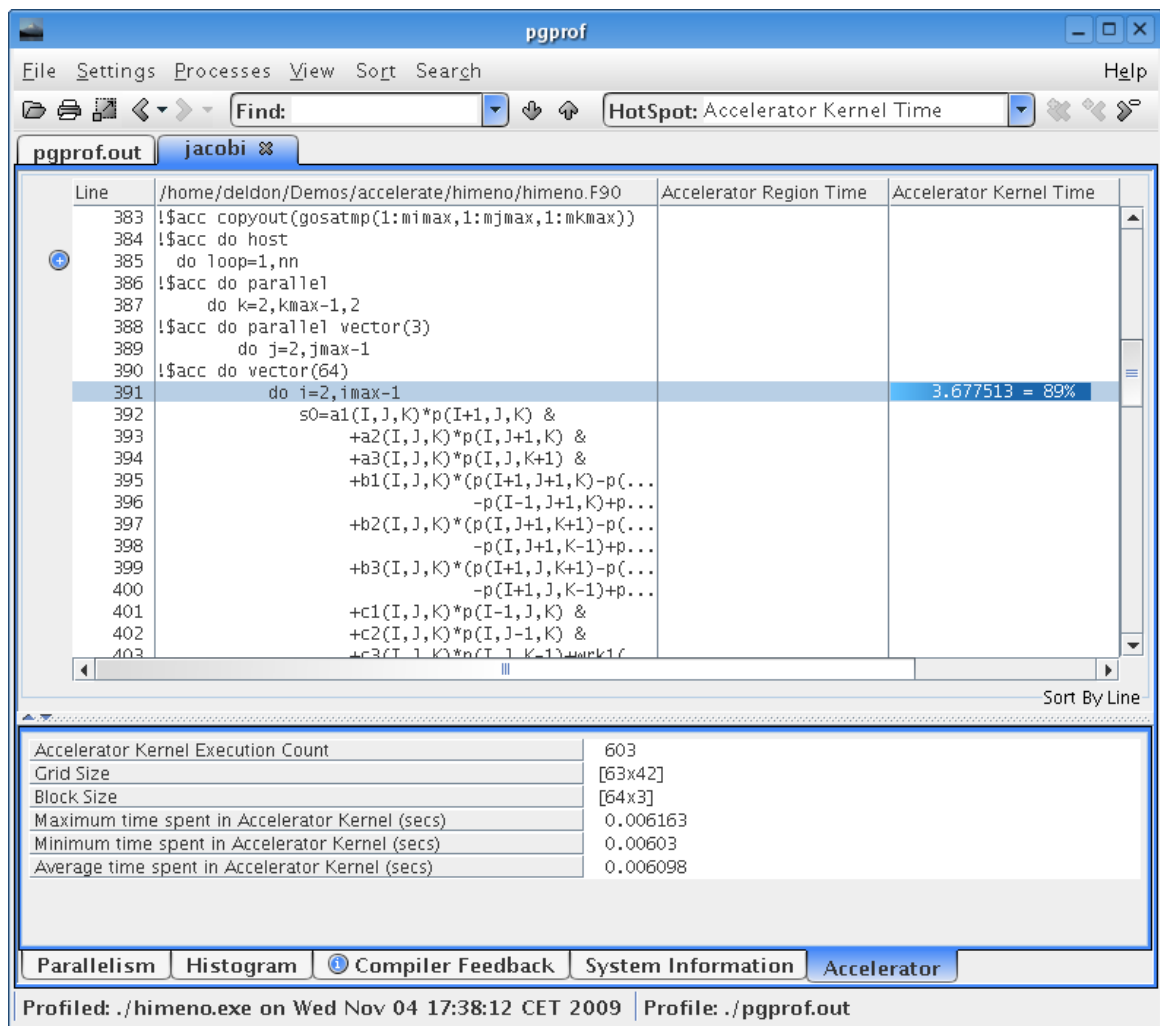 pgprof
File Settings Processes View Sort Search Help
Find: HotSpot: Accelerator Kernel Time
pgprof.out jacobi
Line /home/deldon/Demos/accelerate/himeno/himeno.F90 Accelerator Region Time Accelerator Kernel Time
383 !$acc copyout(gosatmp(1:mimax,1:mjmax,1:mkmax))
384 !$acc do host
385 do loop=1,nn
386 !$acc do parallel
387 do k=2,kmax-1,2
388 !$acc do parallel vector(3)
389 do j=2,jmax-1
390 !$acc do vector(64)
391 do i=2,imax-1 3.677513 = 89%
392 s0=a1(I,J,K)*p(I+1,J,K) &
393 +a2(I,J,K)*p(I,J+1,K) &
394 +a3(I,J,K)*p(I,J,K+1) &
395 +b1(I,J,K)*(p(I+1,J+1,K)-p(...
396 -p(I-1,J+1,K)+p...
397 +b2(I,J,K)*(p(I,J+1,K+1)-p(...
398 -p(I,J+1,K-1)+p...
399 +b3(I,J,K)*(p(I+1,J,K+1)-p(...
400 -p(I+1,J,K-1)+p...
401 +c1(I,J,K)*p(I-1,J,K) &
402 +c2(I,J,K)*p(I,J-1,K) &
403 +c3(I,J,K)*p(I,J,K-1)+wrk1(
Sort By Line
Accelerator Kernel Execution Count 603
Grid Size [63x42]
Block Size [64x3]
Maximum time spent in Accelerator Kernel (secs) 0.006163
Minimum time spent in Accelerator Kernel (secs) 0.00603
Average time spent in Accelerator Kernel (secs) 0.006098
Parallelism Histogram Compiler Feedback System Information Accelerator
Profiled: ./himeno.exe on Wed Nov 04 17:38:12 CET 2009 Profile: ./pgprof.out